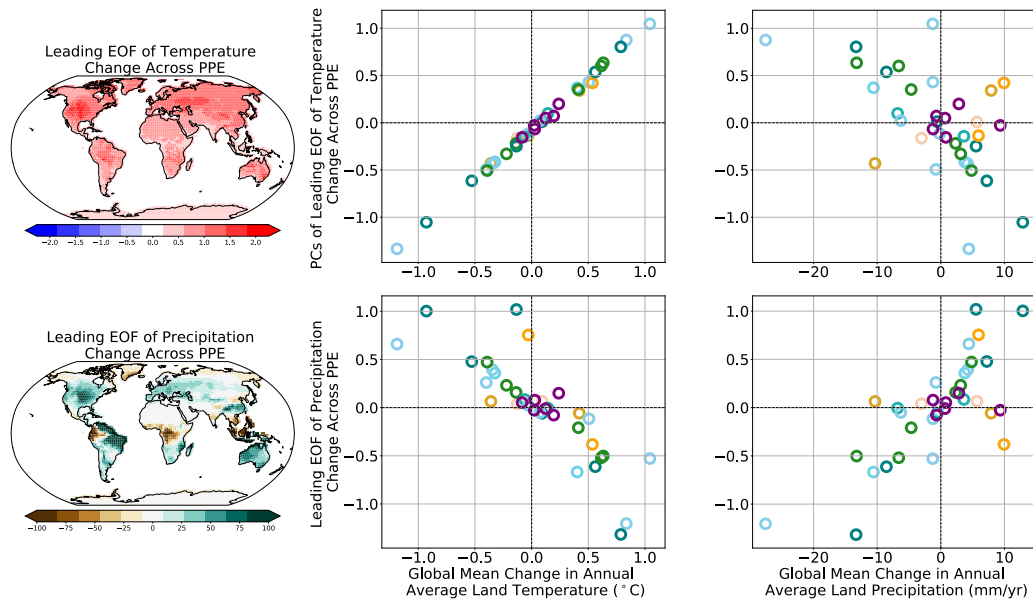 Leading EOF of Temperature
Change Across PPE
−2.0 −1.5 −1.0 −0.5 0.0 0.5 1.0 1.5 2.0
PCs of Leading EOF of Temperature
Change Across PPE
1.0
0.5
0.0
−0.5
−1.0
−1.0 −0.5 0.0 0.5 1.0
1.0
0.5
0.0
−0.5
−1.0
−20 −10 0 10
Leading EOF of Precipitation
Change Across PPE
−100 −75 −50 −25 0 25 50 75 100
Leading EOF of Precipitation
Change Across PPE
1.0
0.5
0.0
−0.5
−1.0
−1.0 −0.5 0.0 0.5 1.0
Global Mean Change in Annual
Average Land Temperature (°C)
1.0
0.5
0.0
−0.5
−1.0
−20 −10 0 10
Global Mean Change in Annual
Average Land Precipitation (mm/yr)